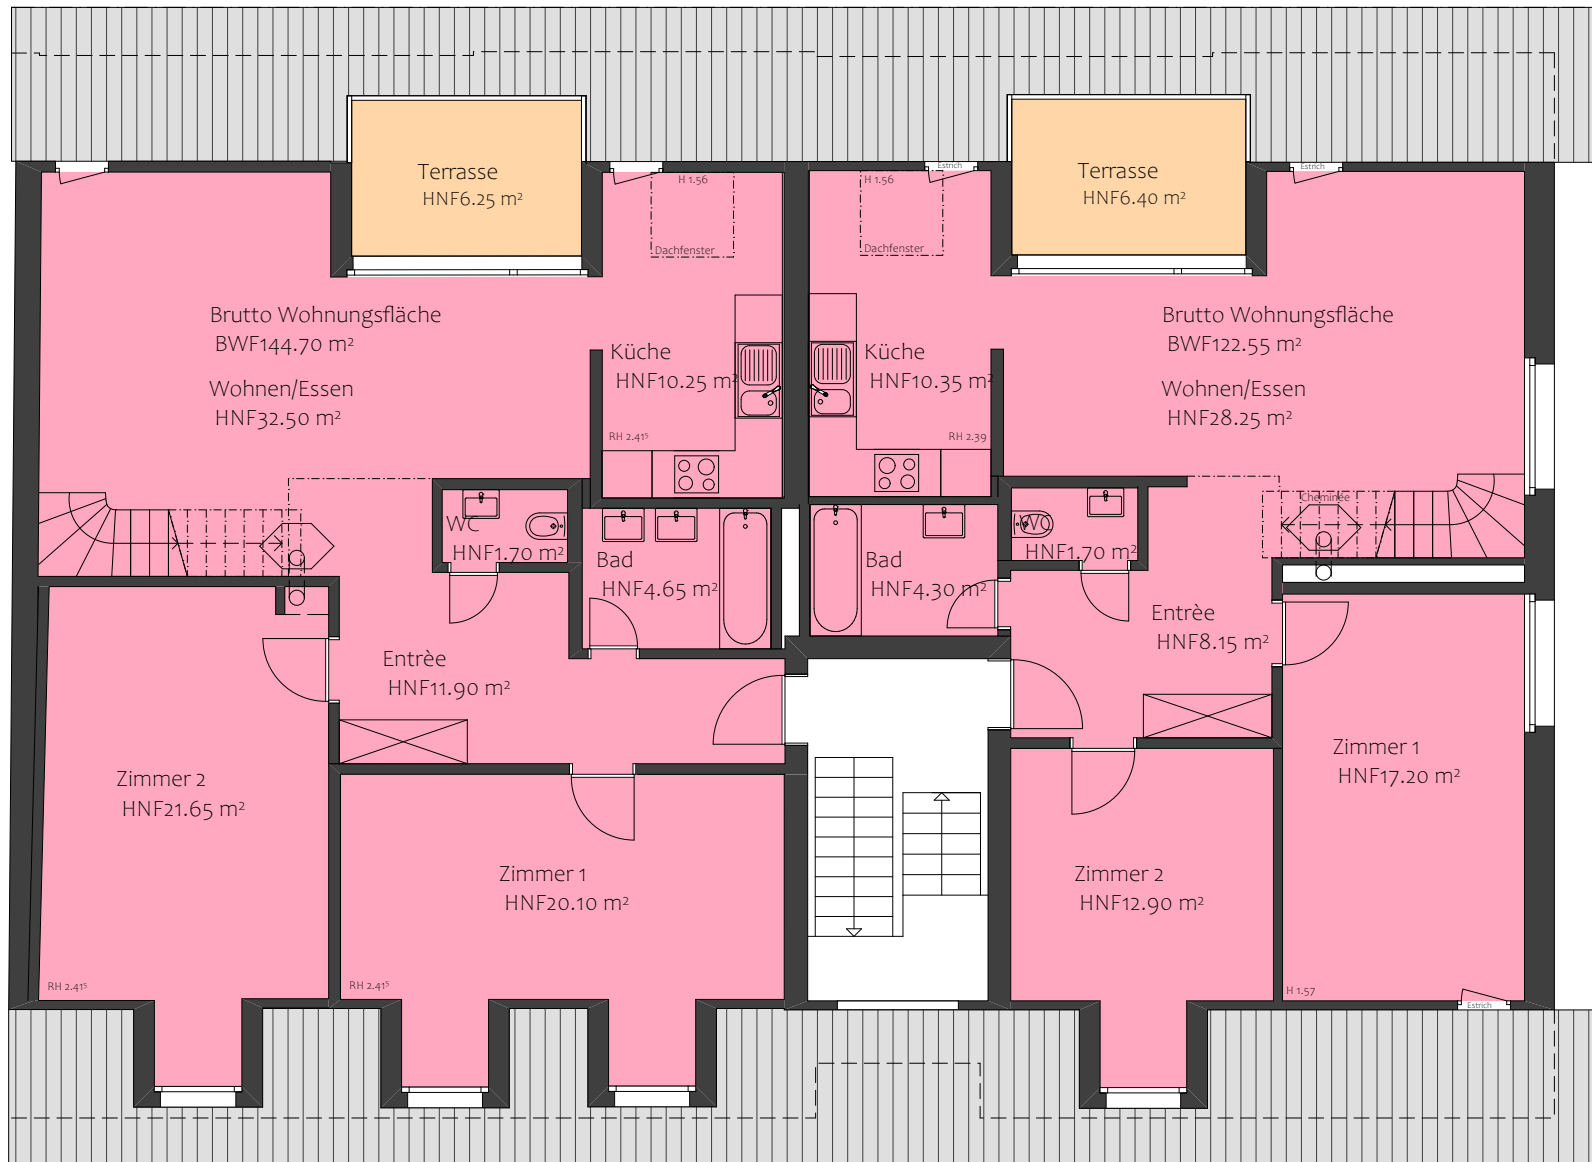 Terrasse
HNF6.25 m²
H 1.56
Dachfenster
Brutto Wohnungsfläche
BWF144.70 m²
Wohnen/Essen
HNF32.50 m²
Küche
HNF10.25 m²
RH 2.41⁵
WC
HNF1.70 m²
Bad
HNF4.65 m²
Entrèe
HNF11.90 m²
Zimmer 2
HNF21.65 m²
RH 2.41⁵
Zimmer 1
HNF20.10 m²
RH 2.41⁵
Estrich
Terrasse
HNF6.40 m²
Estrich
H 1.56
Dachfenster
Brutto Wohnungsfläche
BWF122.55 m²
Wohnen/Essen
HNF28.25 m²
Küche
HNF10.35 m²
RH 2.39
Cheminée
WC
HNF1.70 m²
Bad
HNF4.30 m²
Entrèe
HNF8.15 m²
Zimmer 1
HNF17.20 m²
Zimmer 2
HNF12.90 m²
H 1.57
Estrich